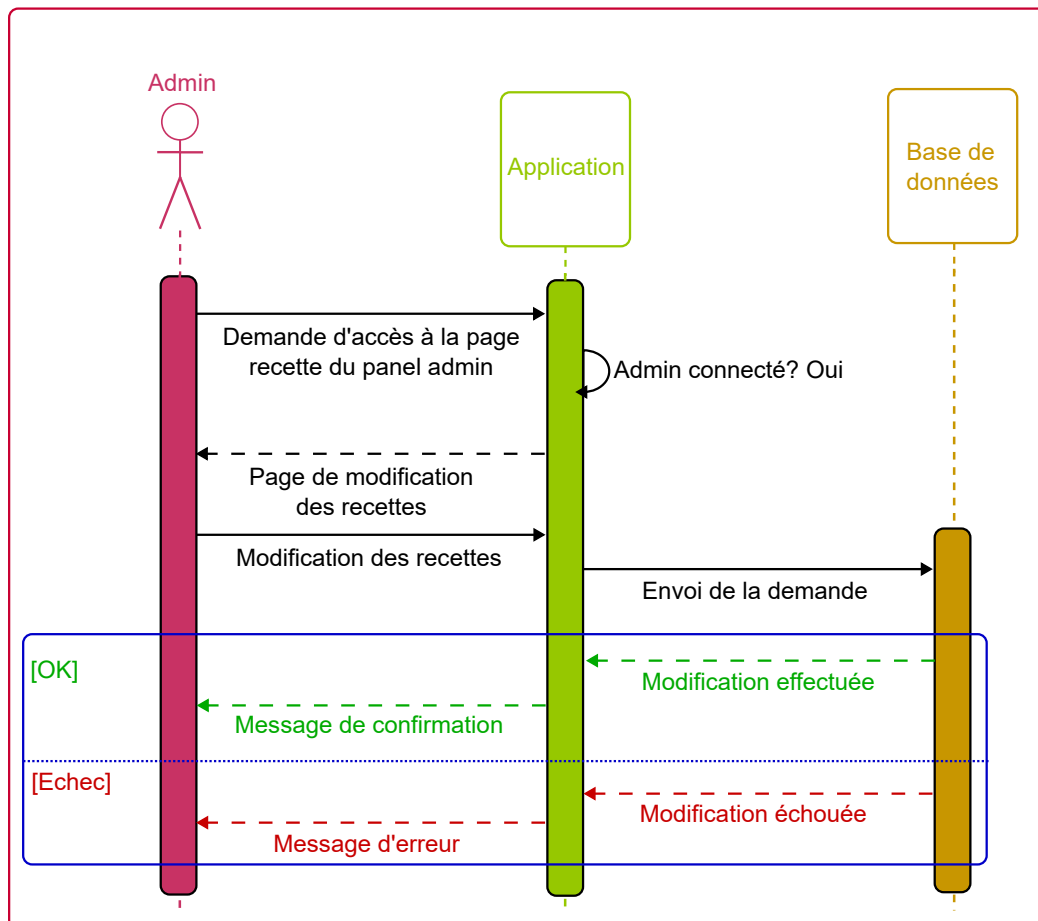 Admin
Application
Base de
données
Demande d'accès à la page
recette du panel admin
Admin connecté? Oui
Page de modification
des recettes
Modification des recettes
Envoi de la demande
[OK]
Modification effectuée
Message de confirmation
[Echec]
Modification échouée
Message d'erreur